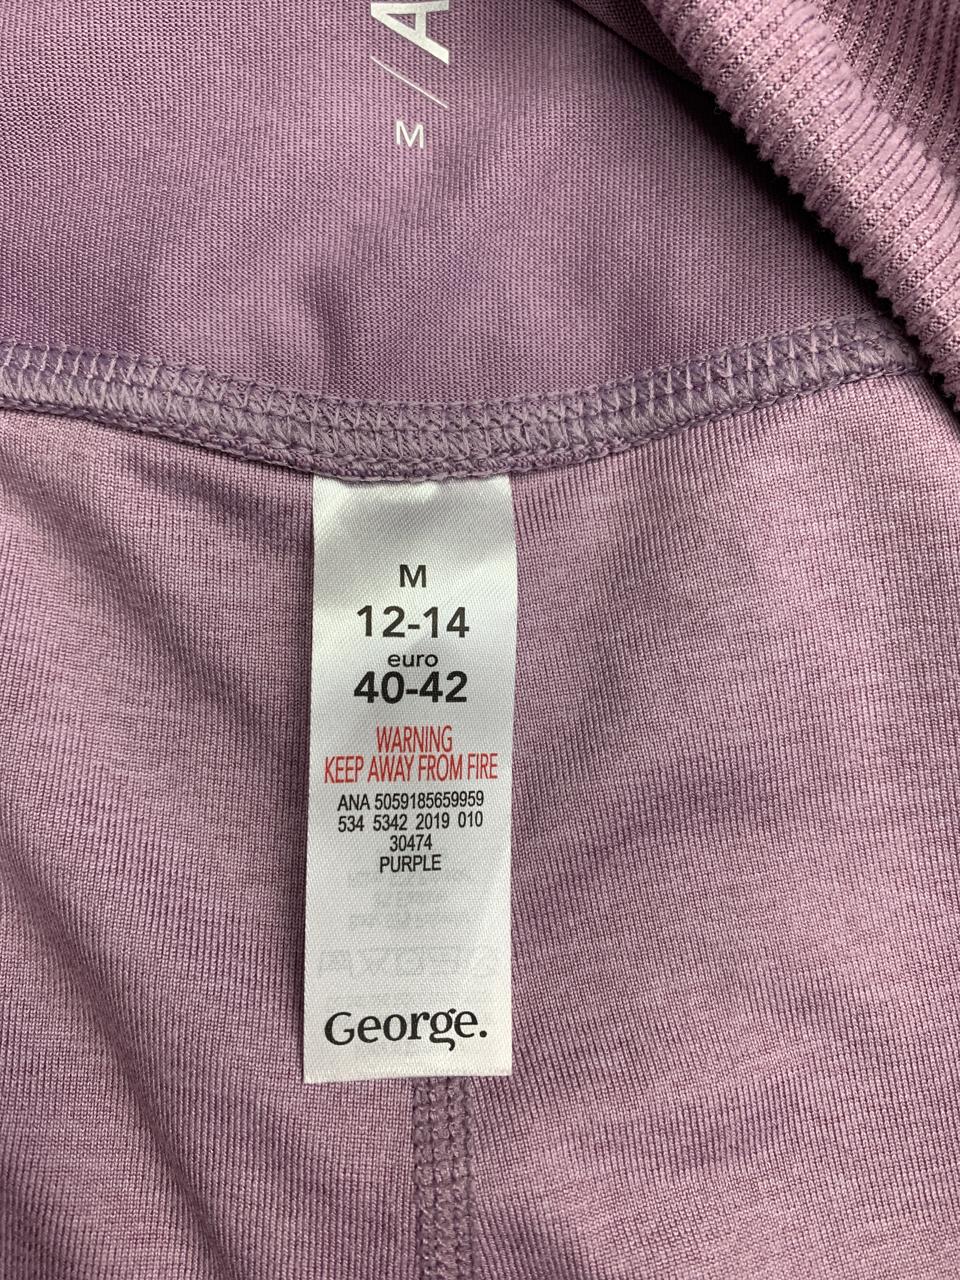 M / A
M
12-14
euro
40-42
WARNING
KEEP AWAY FROM FIRE
ANA 5059185659959
534 5342 2019 010
30474
PURPLE
George.